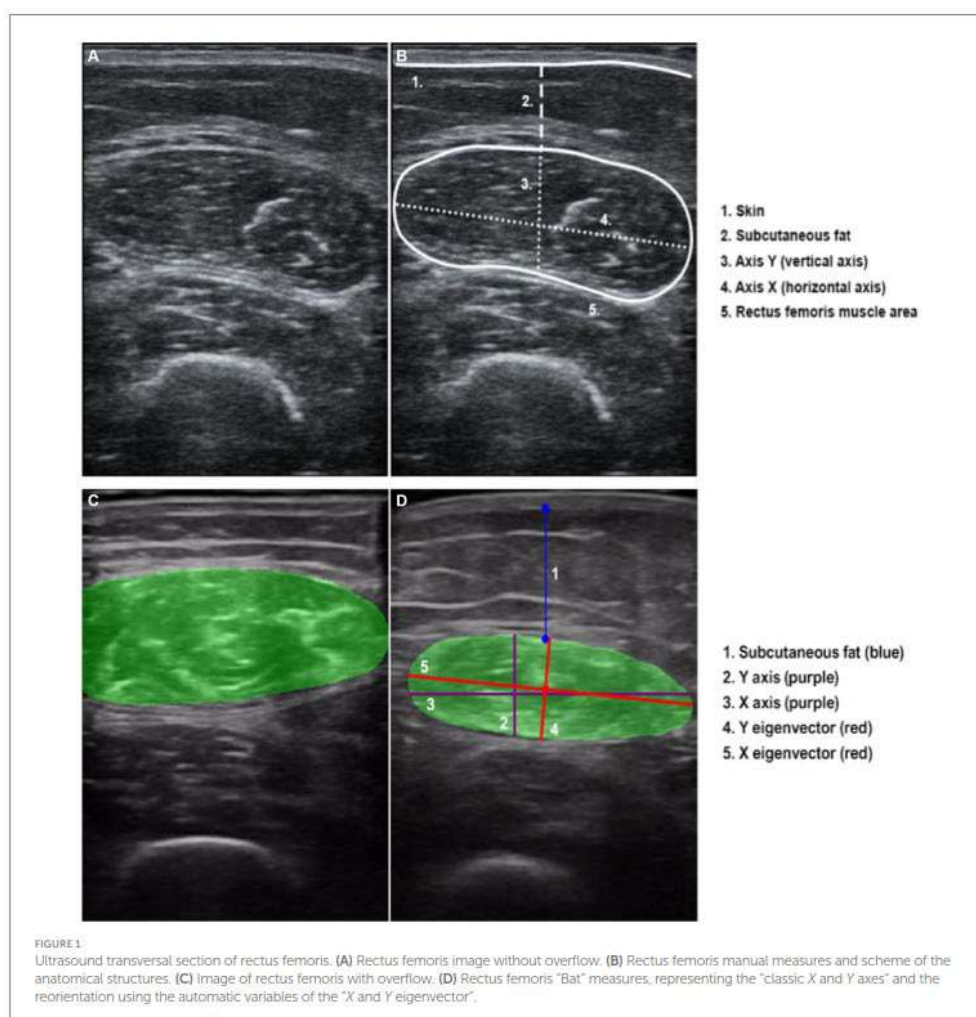 A
B
1.
2.
3.
4.
5.
1. Skin
2. Subcutaneous fat
3. Axis Y (vertical axis)
4. Axis X (horizontal axis)
5. Rectus femoris muscle area
C
D
1
5
3
2
4
1. Subcutaneous fat (blue)
2. Y axis (purple)
3. X axis (purple)
4. Y eigenvector (red)
5. X eigenvector (red)
FIGURE 1
Ultrasound transversal section of rectus femoris. (A) Rectus femoris image without overflow. (B) Rectus femoris manual measures and scheme of the
anatomical structures. (C) Image of rectus femoris with overflow. (D) Rectus femoris "Bat" measures, representing the "classic X and Y axes" and the
reorientation using the automatic variables of the "X and Y eigenvector".